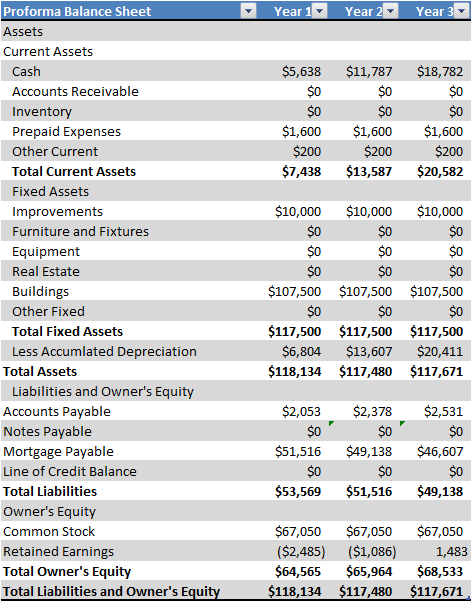 Proforma Balance Sheet Year 1 Year 2 Year 3
Assets
Current Assets
Cash $5,638 $11,787 $18,782
Accounts Receivable $0 $0 $0
Inventory $0 $0 $0
Prepaid Expenses $1,600 $1,600 $1,600
Other Current $200 $200 $200
Total Current Assets $7,438 $13,587 $20,582
Fixed Assets
Improvements $10,000 $10,000 $10,000
Furniture and Fixtures $0 $0 $0
Equipment $0 $0 $0
Real Estate $0 $0 $0
Buildings $107,500 $107,500 $107,500
Other Fixed $0 $0 $0
Total Fixed Assets $117,500 $117,500 $117,500
Less Accumlated Depreciation $6,804 $13,607 $20,411
Total Assets $118,134 $117,480 $117,671
Liabilities and Owner's Equity
Accounts Payable $2,053 $2,378 $2,531
Notes Payable $0 $0 $0
Mortgage Payable $51,516 $49,138 $46,607
Line of Credit Balance $0 $0 $0
Total Liabilities $53,569 $51,516 $49,138
Owner's Equity
Common Stock $67,050 $67,050 $67,050
Retained Earnings ($2,485) ($1,086) 1,483
Total Owner's Equity $64,565 $65,964 $68,533
Total Liabilities and Owner's Equity $118,134 $117,480 $117,671